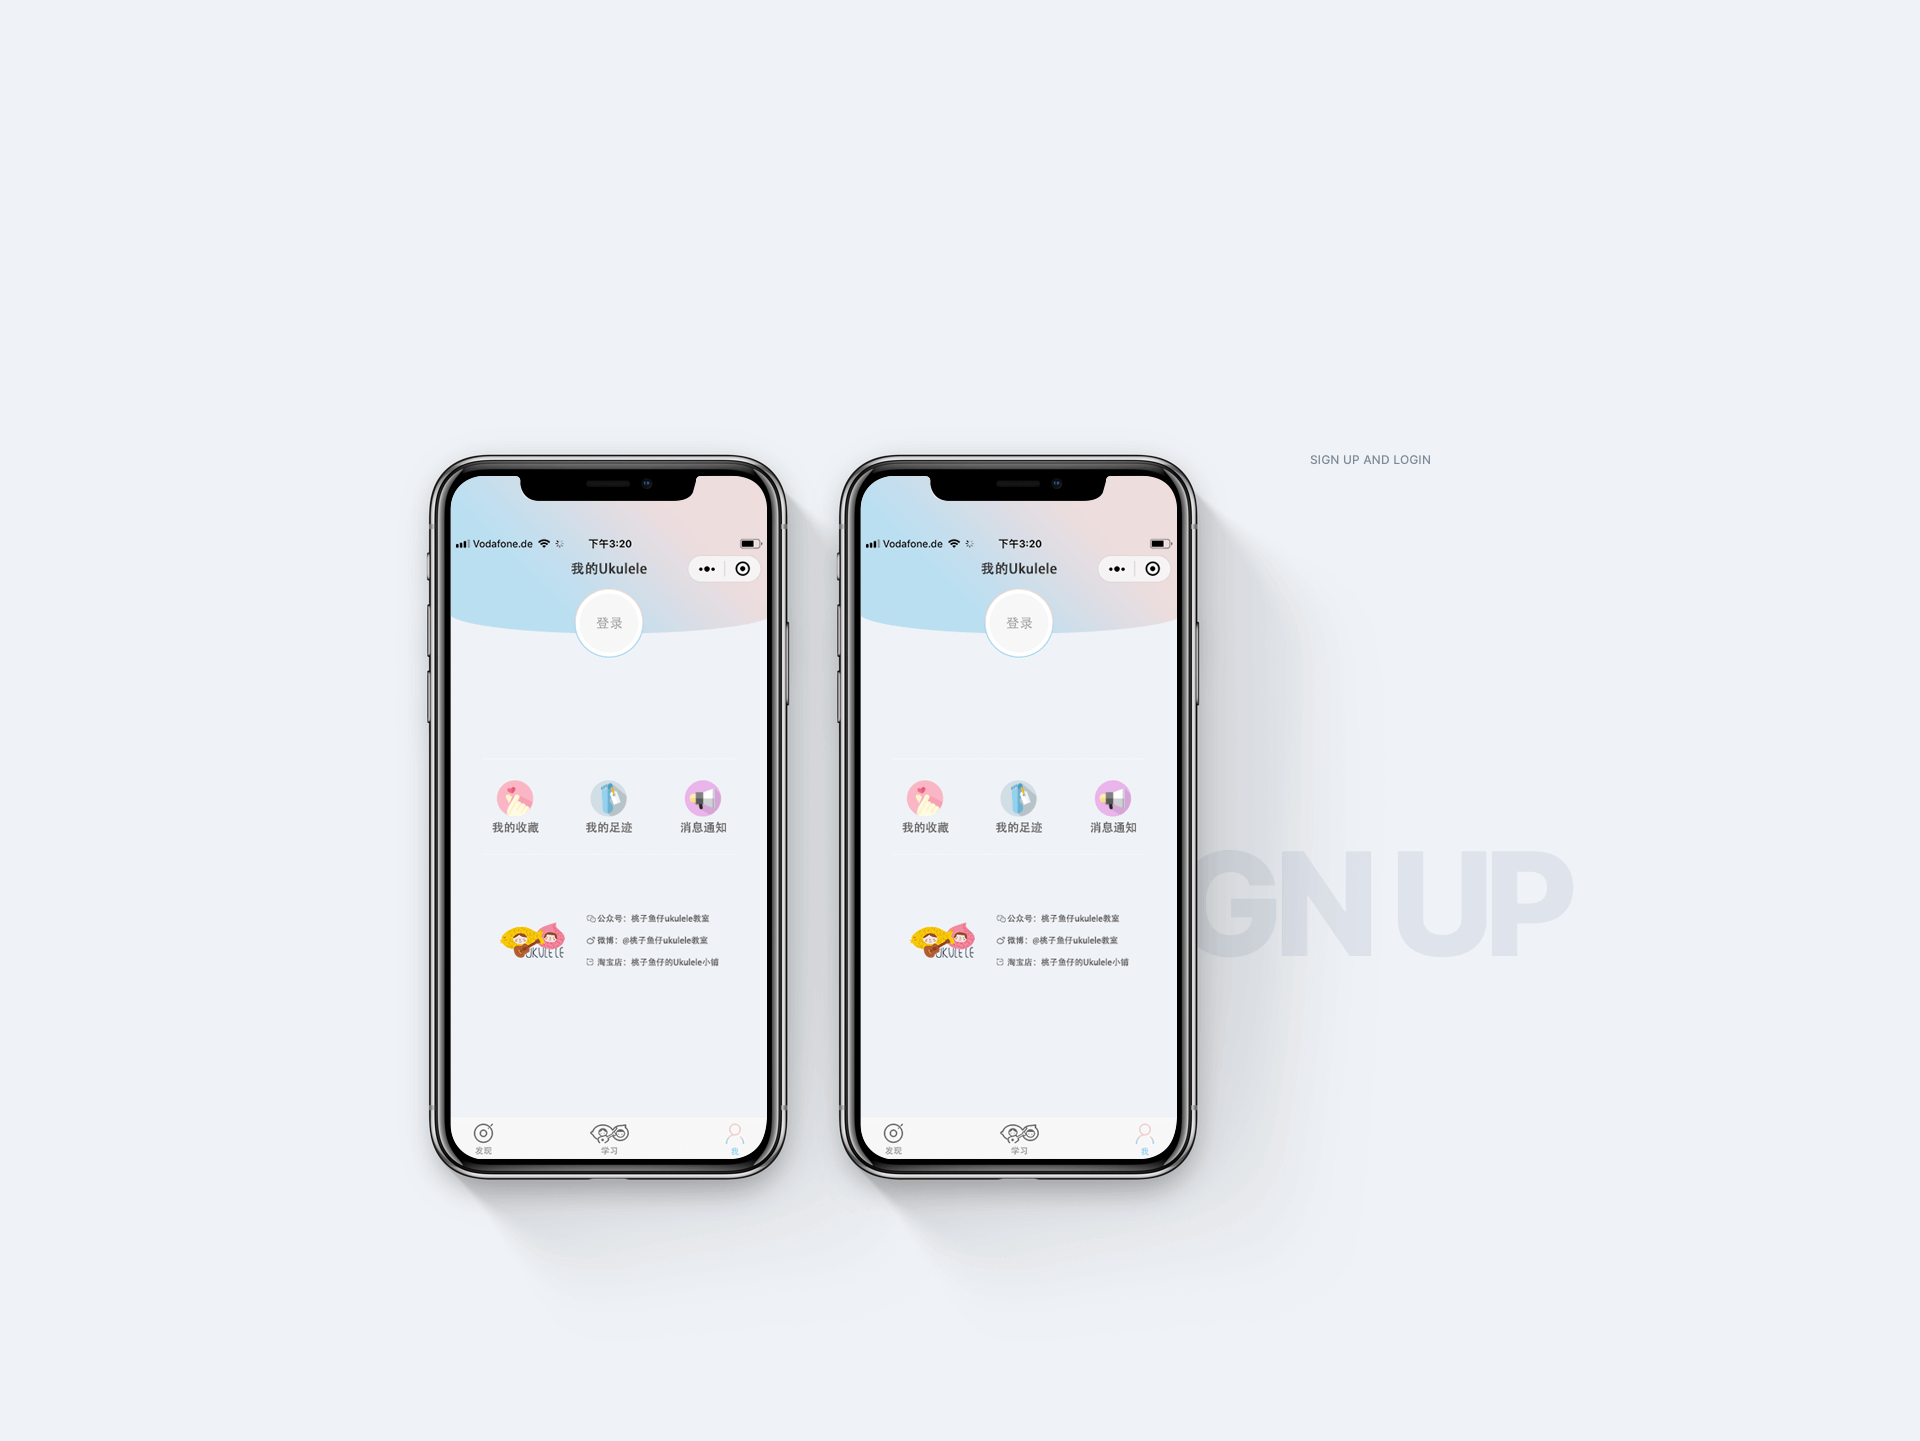 SIGN UP AND LOGIN
Vodafone.de 下午3:20
我的Ukulele
登录
我的收藏 我的足迹 消息通知
公众号：桃子鱼仔ukulele教室
微博：@桃子鱼仔ukulele教室
淘宝店：桃子鱼仔的Ukulele小铺
UKULELE
发现 学习 我
Vodafone.de 下午3:20
我的Ukulele
登录
我的收藏 我的足迹 消息通知
公众号：桃子鱼仔ukulele教室
微博：@桃子鱼仔ukulele教室
淘宝店：桃子鱼仔的Ukulele小铺
UKULELE
发现 学习 我
GN UP